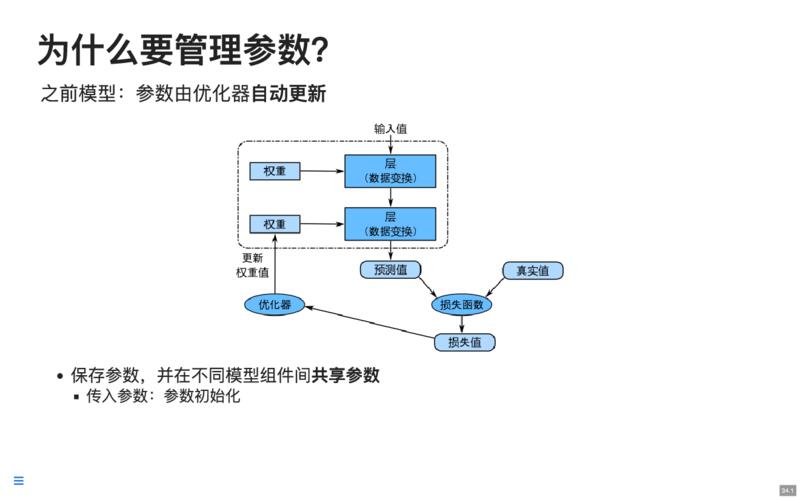 为什么要管理参数？
之前模型：参数由优化器自动更新
输入值
权重
层
（数据变换）
权重
层
（数据变换）
更新
权重值
预测值
真实值
优化器
损失函数
损失值
• 保存参数，并在不同模型组件间共享参数
▪ 传入参数：参数初始化
34.1